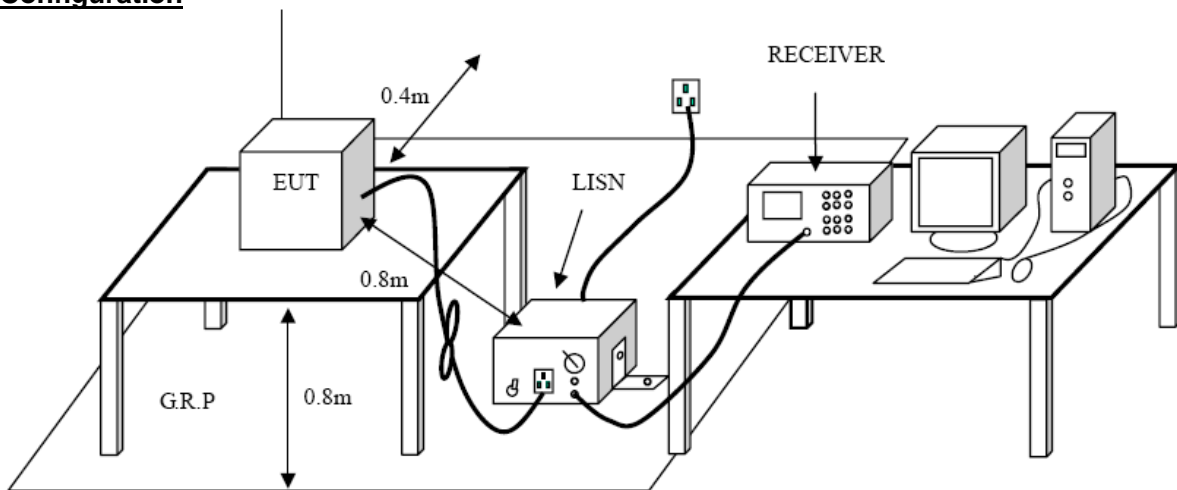 Configuration
RECEIVER
0.4m
EUT
LISN
0.8m
G.R.P
0.8m